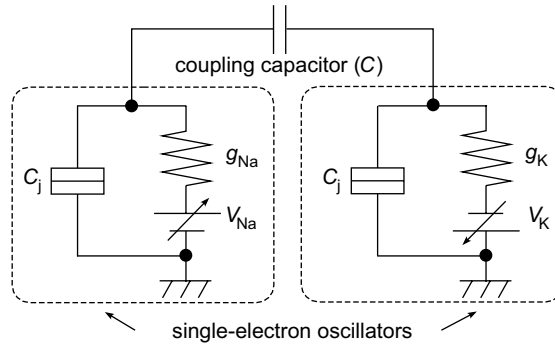 coupling capacitor (C)
Cj
gNa
VNa
Cj
gK
VK
single-electron oscillators